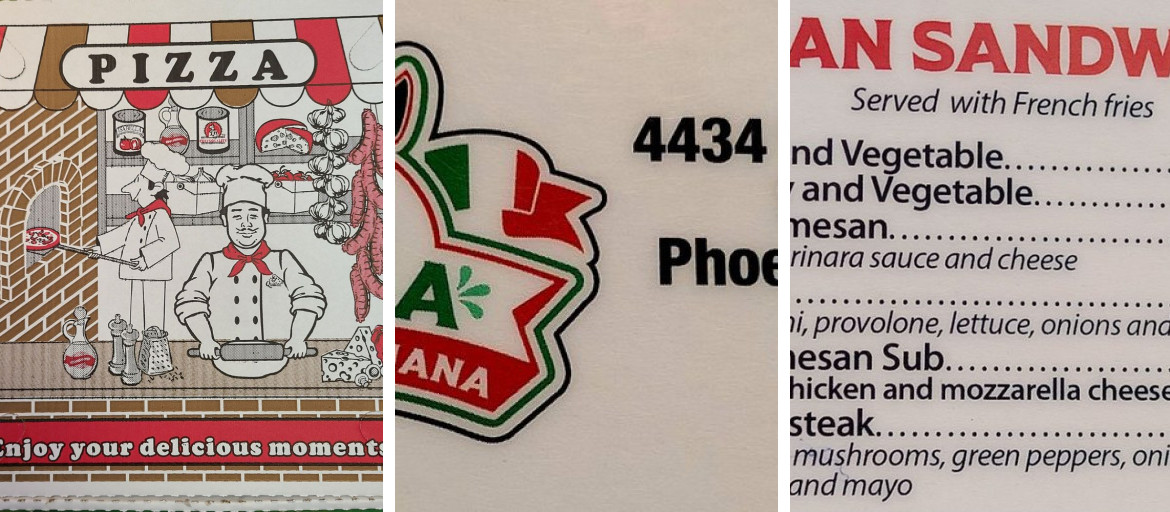 PIZZA
Enjoy your delicious moments
4434
Phoe
A
IANA
AN SANDW
Served with French fries
nd Vegetable
y and Vegetable
mesan
rinara sauce and cheese
ni, provolone, lettuce, onions and
nesan Sub
hicken and mozzarella cheese
steak
mushrooms, green peppers, oni
and mayo